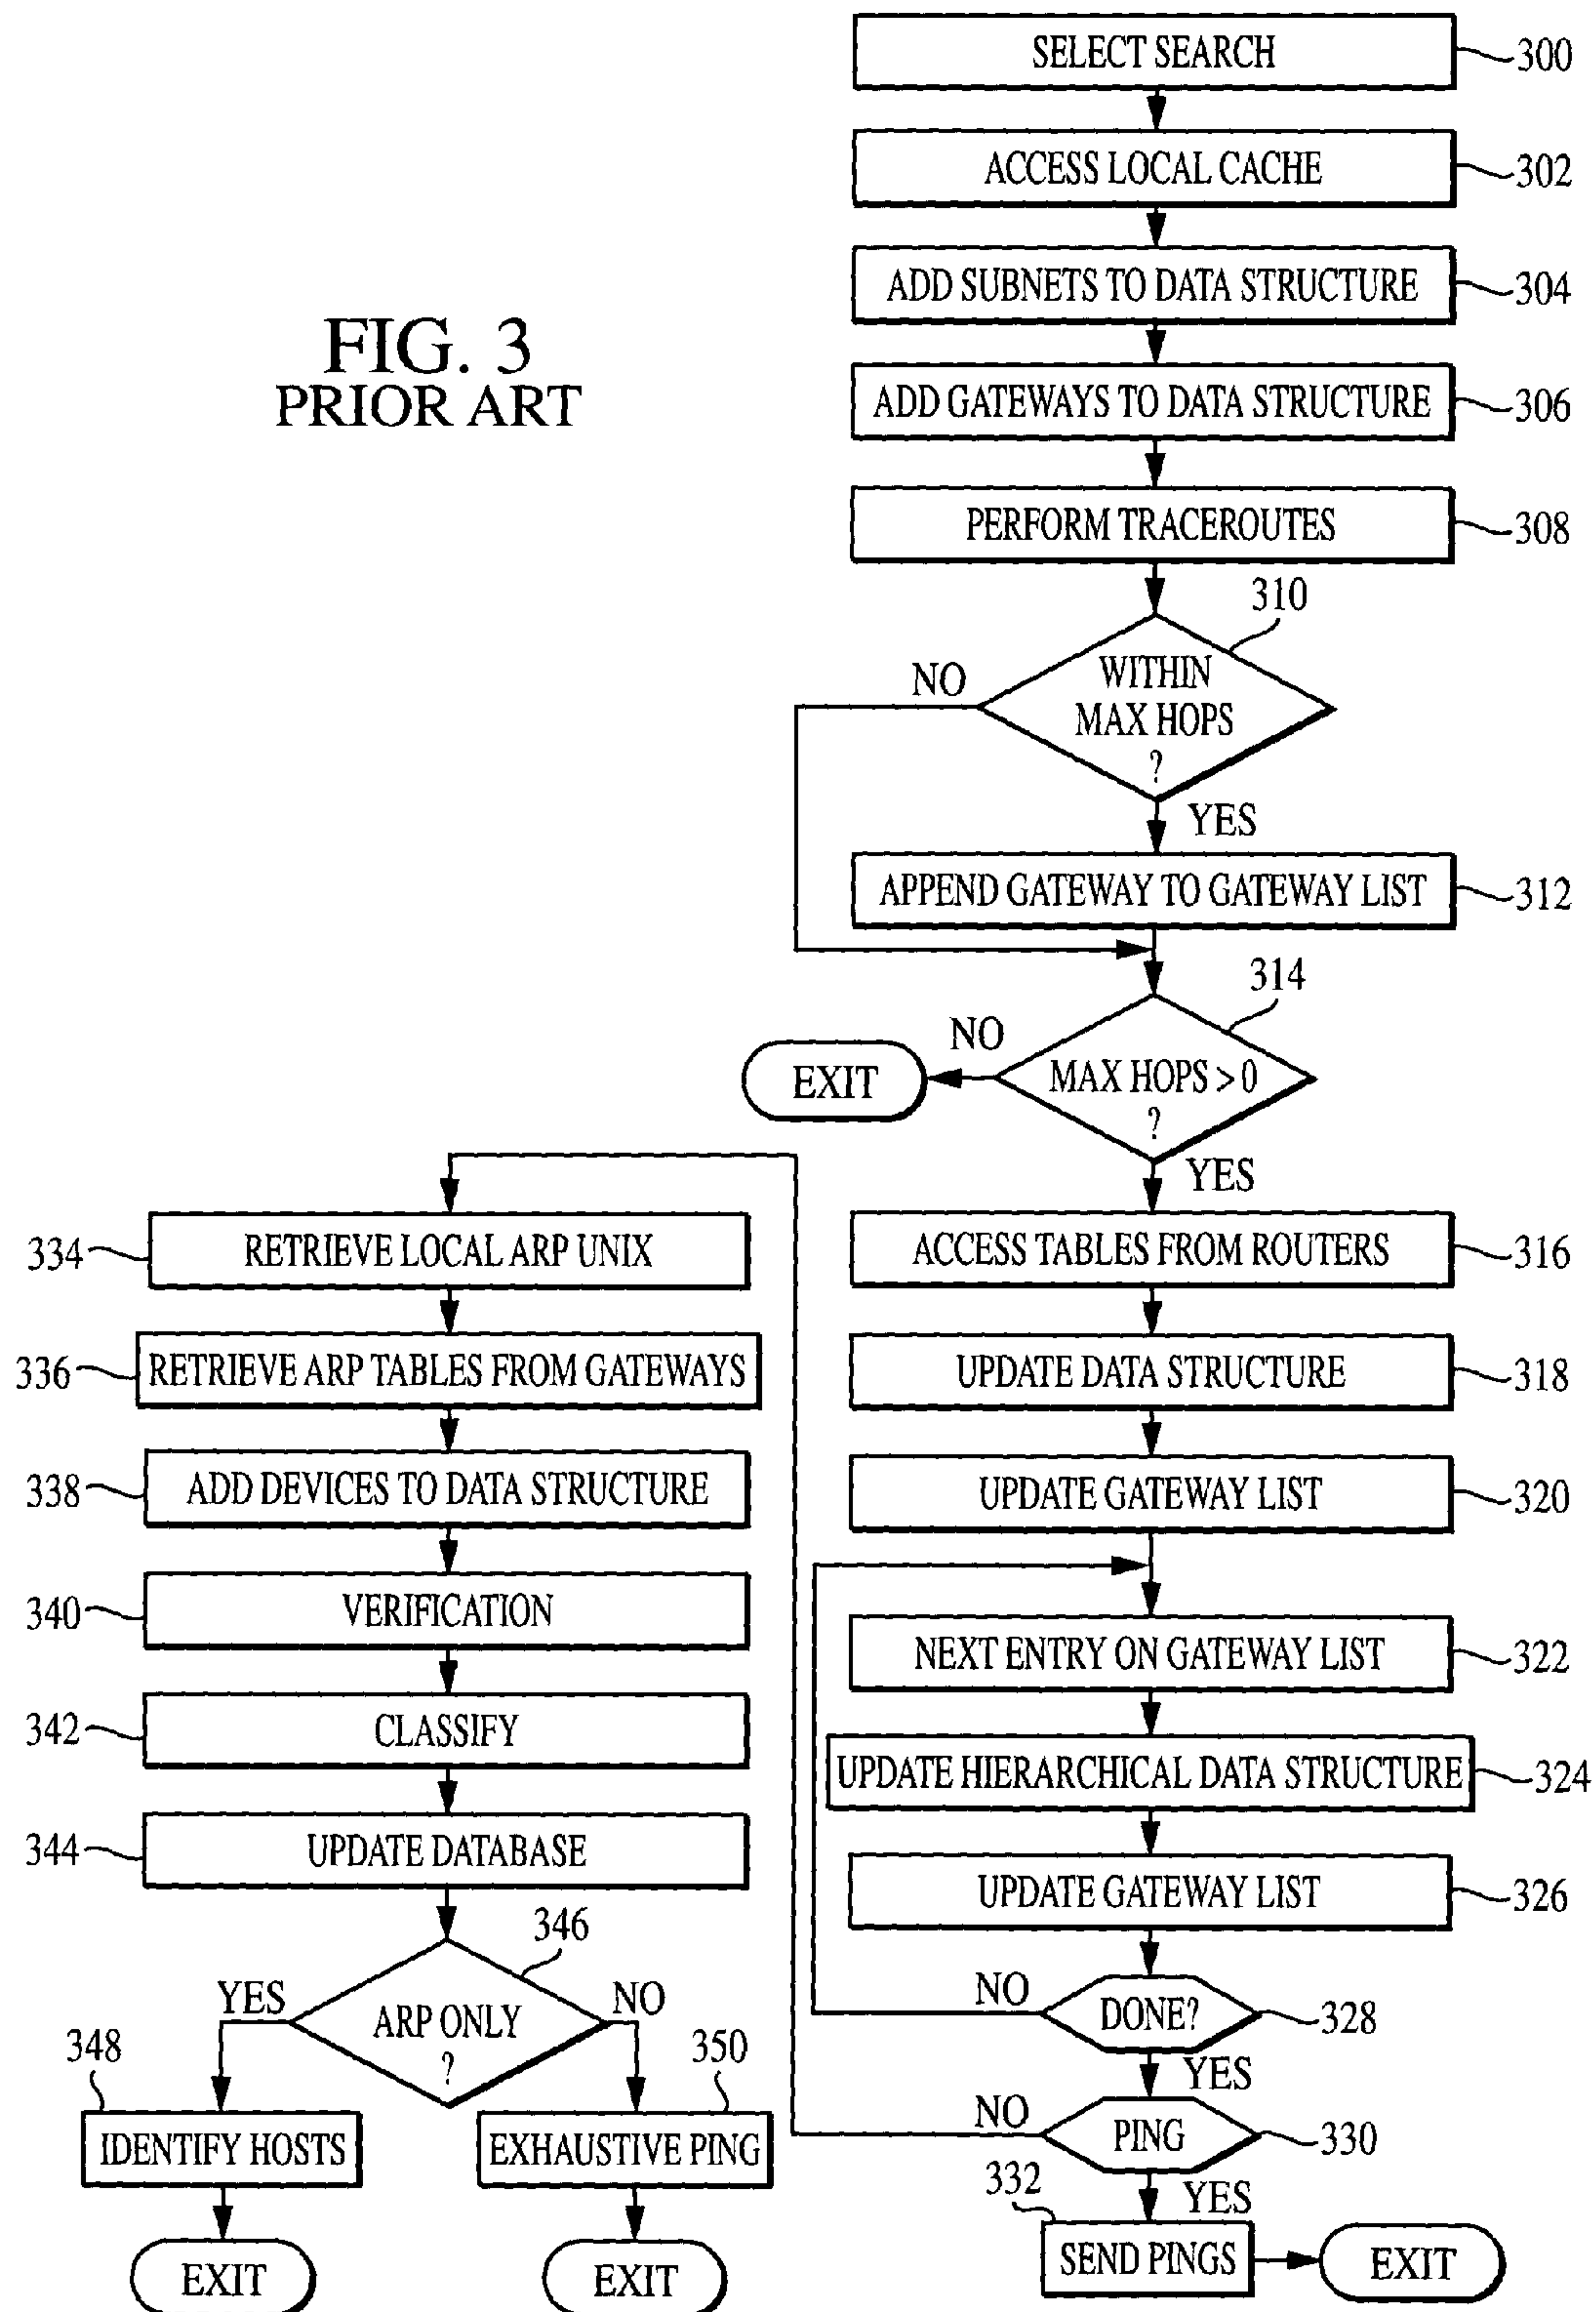 FIG. 3
PRIOR ART
SELECT SEARCH
300
ACCESS LOCAL CACHE
302
ADD SUBNETS TO DATA STRUCTURE
304
ADD GATEWAYS TO DATA STRUCTURE
306
PERFORM TRACEROUTES
308
310
WITHIN
MAX HOPS
?
NO
YES
APPEND GATEWAY TO GATEWAY LIST
312
314
MAX HOPS > 0
?
NO
EXIT
YES
ACCESS TABLES FROM ROUTERS
316
UPDATE DATA STRUCTURE
318
UPDATE GATEWAY LIST
320
NEXT ENTRY ON GATEWAY LIST
322
UPDATE HIERARCHICAL DATA STRUCTURE
324
UPDATE GATEWAY LIST
326
NO
DONE?
328
YES
NO
PING
330
YES
332
SEND PINGS
EXIT
334
RETRIEVE LOCAL ARP UNIX
336
RETRIEVE ARP TABLES FROM GATEWAYS
338
ADD DEVICES TO DATA STRUCTURE
340
VERIFICATION
342
CLASSIFY
344
UPDATE DATABASE
346
YES
ARP ONLY
?
NO
348
IDENTIFY HOSTS
EXIT
350
EXHAUSTIVE PING
EXIT